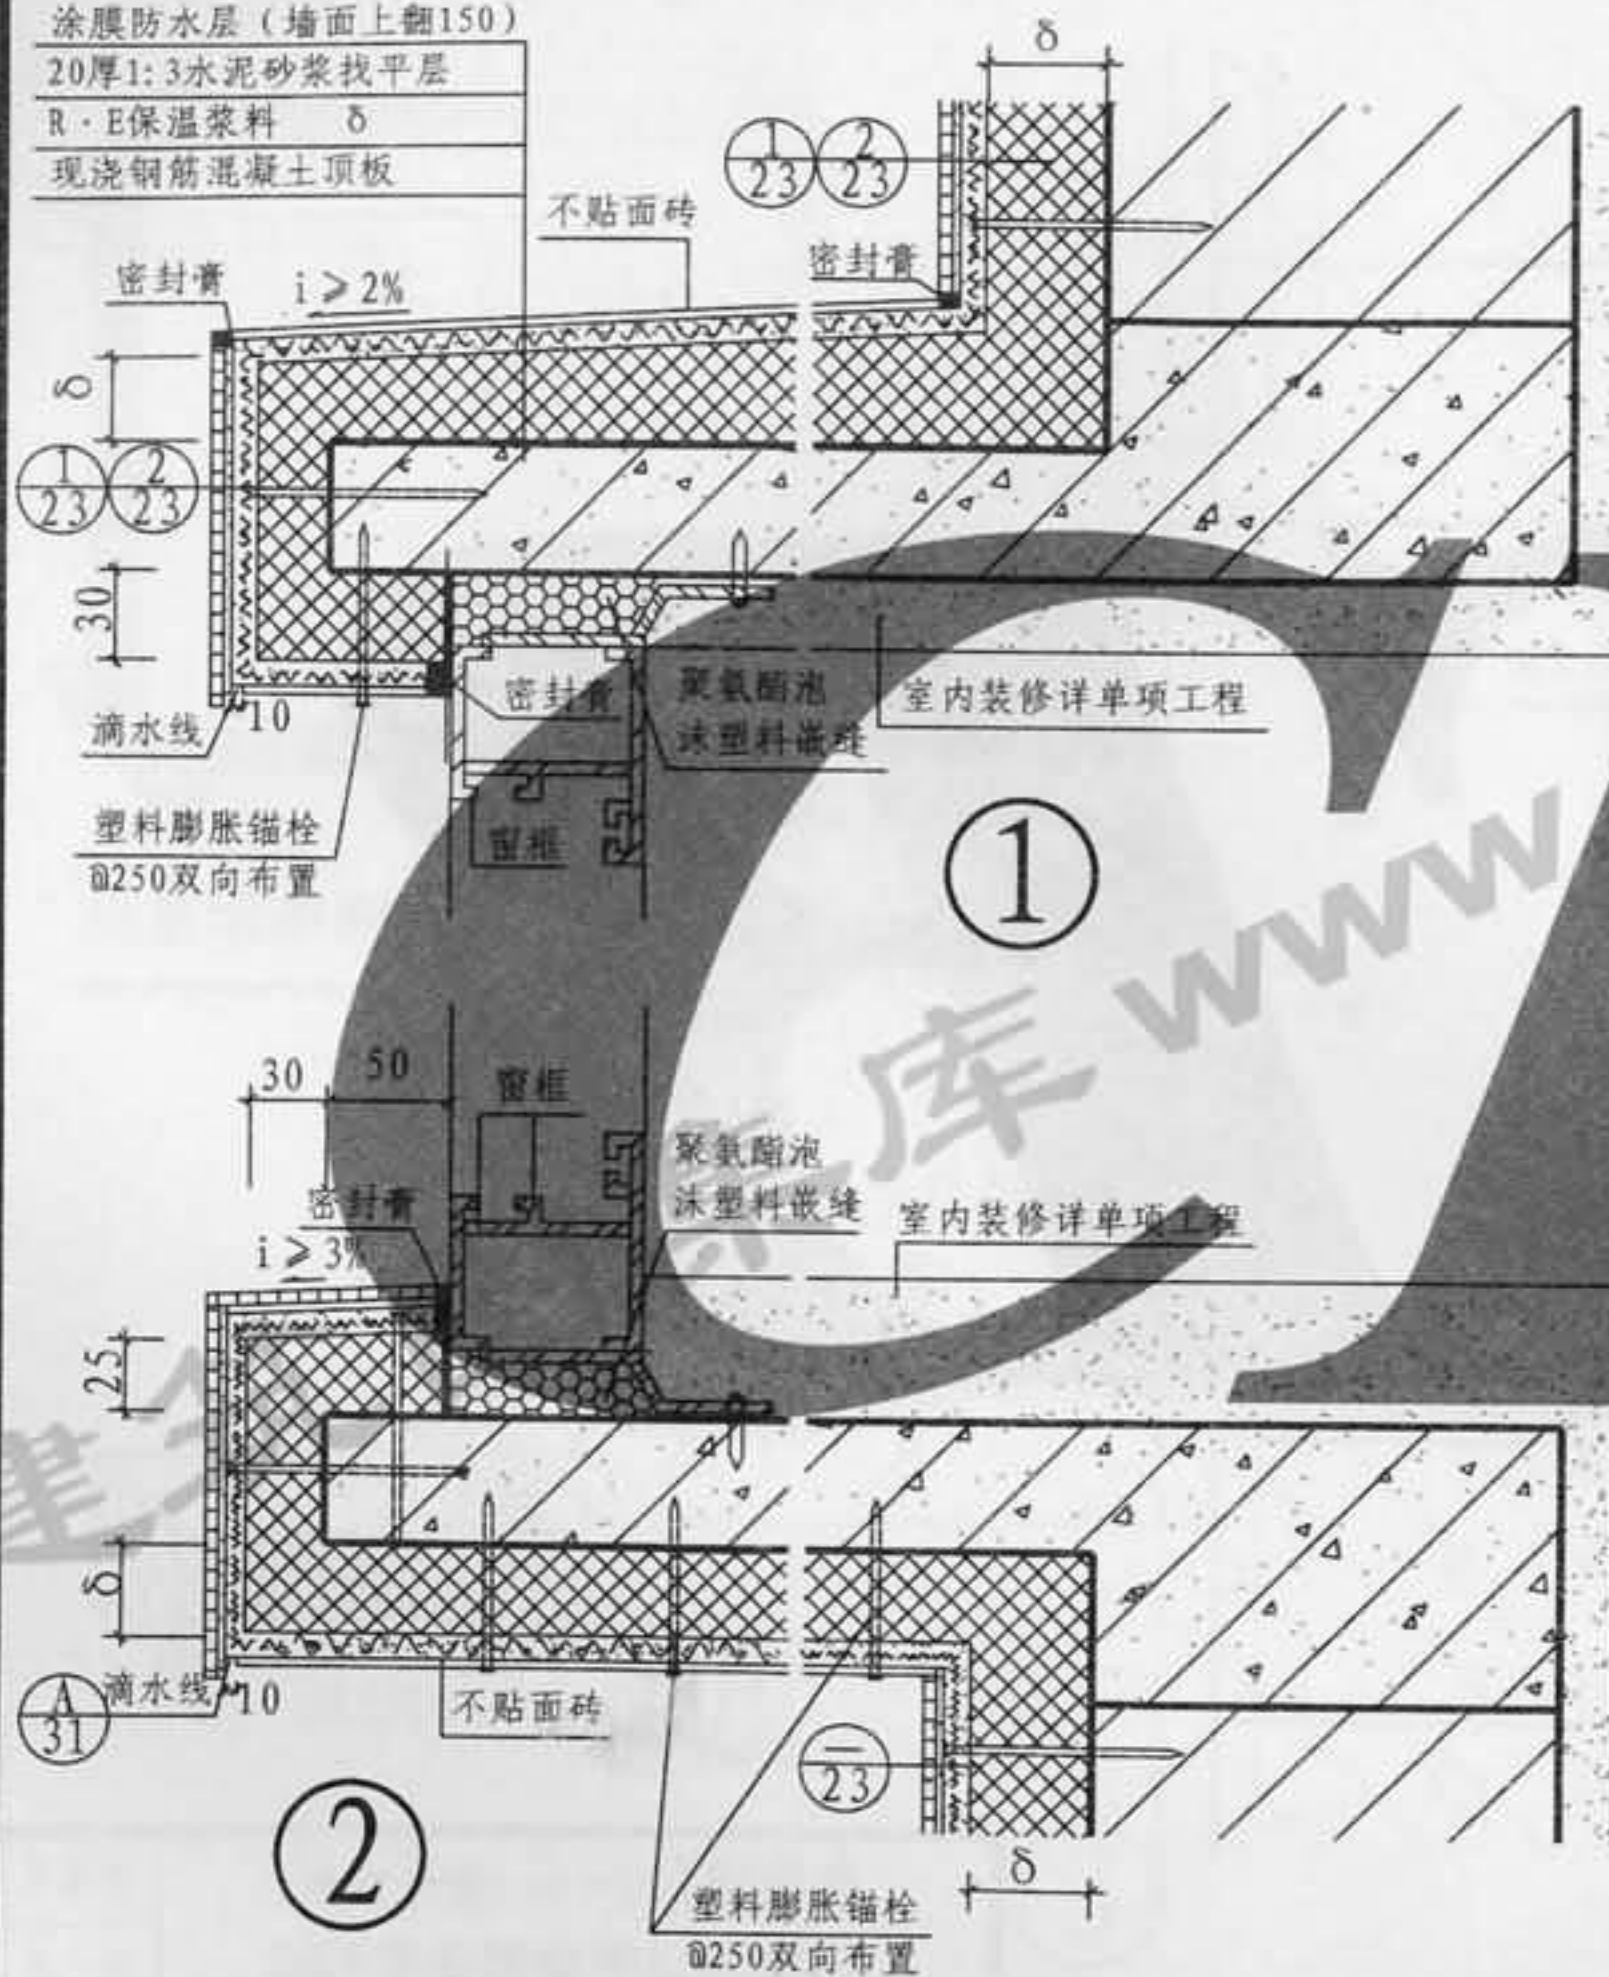 涂膜防水层(墙面上翻150)
20厚1:3水泥砂浆找平层
R·E保温浆料 δ
现浇钢筋混凝土顶板
δ
1
23
2
23
不贴面砖
密封膏
密封膏
i≥2%
δ
1
23
2
23
30
滴水线
10
密封膏
聚氨酯泡
沫塑料嵌缝
室内装修详单项工程
塑料膨胀锚栓
@250双向布置
窗框
①
www
库
30
50
窗框
聚氨酯泡
沫塑料嵌缝
密封膏
室内装修详单项工程
i≥3%
25
δ
A
31
滴水线
10
不贴面砖
—
23
②
δ
塑料膨胀锚栓
@250双向布置